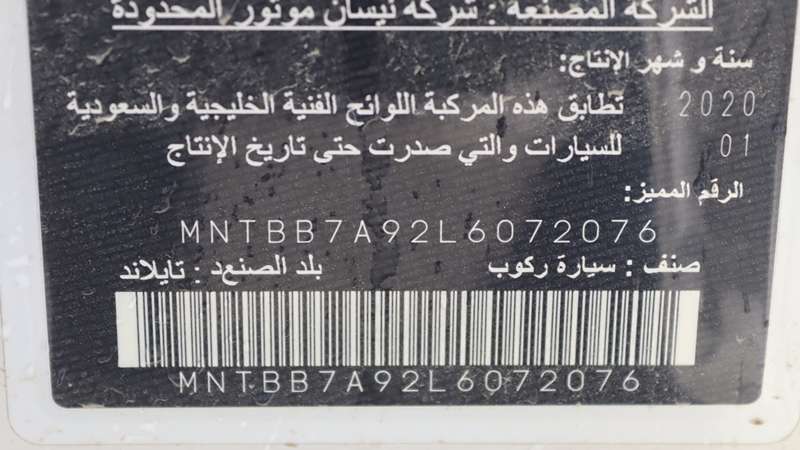 الشركة المصنعة : شركة نيسان موتور المحدودة
سنة و شهر الإنتاج:
2020 تطابق هذه المركبة اللوائح الفنية الخليجية والسعودية
01 للسيارات والتي صدرت حتى تاريخ الإنتاج
الرقم المميز:
MNTBB7A92L6072076
صنف : سيارة ركوب بلد الصنع : تايلاند
MNTBB7A92L6072076